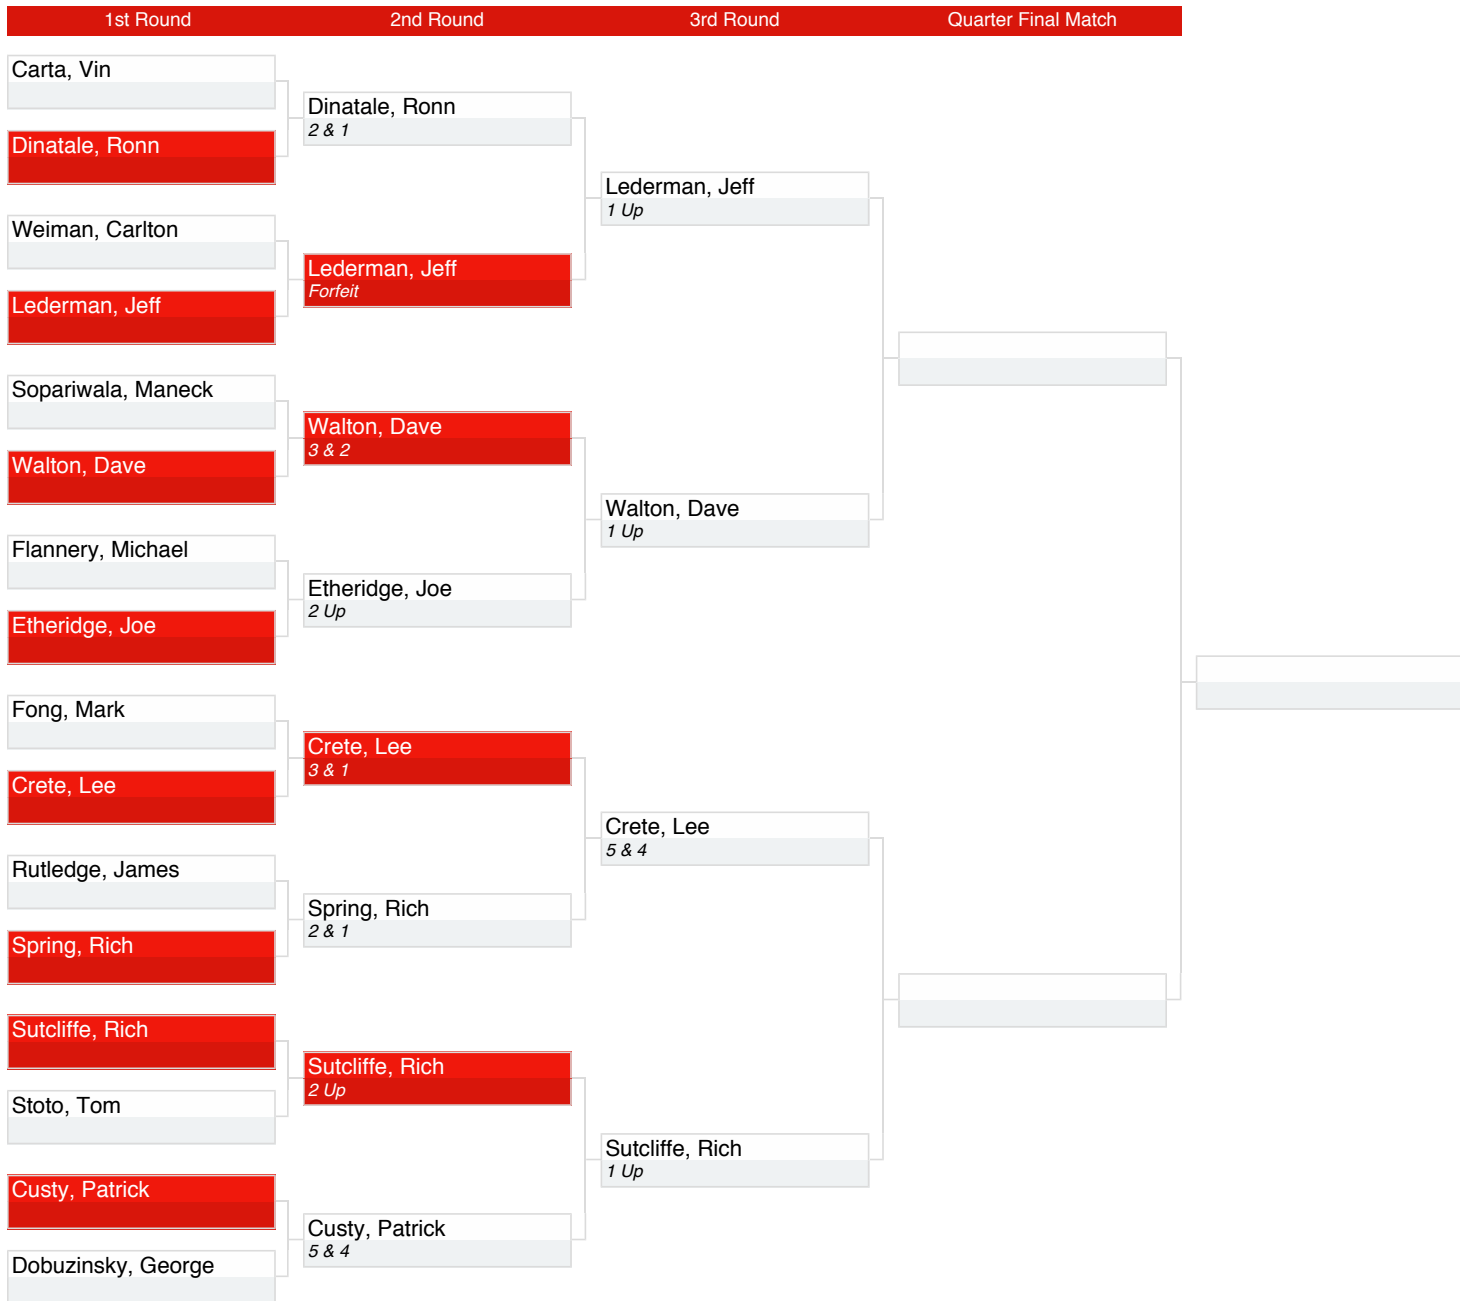 1st Round
2nd Round
3rd Round
Quarter Final Match
Carta, Vin
Dinatale, Ronn
Weiman, Carlton
Lederman, Jeff
Sopariwala, Maneck
Walton, Dave
Flannery, Michael
Etheridge, Joe
Fong, Mark
Crete, Lee
Rutledge, James
Spring, Rich
Sutcliffe, Rich
Stoto, Tom
Custy, Patrick
Dobuzinsky, George
Dinatale, Ronn
2 & 1
Lederman, Jeff
Forfeit
Walton, Dave
3 & 2
Etheridge, Joe
2 Up
Crete, Lee
3 & 1
Spring, Rich
2 & 1
Sutcliffe, Rich
2 Up
Custy, Patrick
5 & 4
Lederman, Jeff
1 Up
Walton, Dave
1 Up
Crete, Lee
5 & 4
Sutcliffe, Rich
1 Up